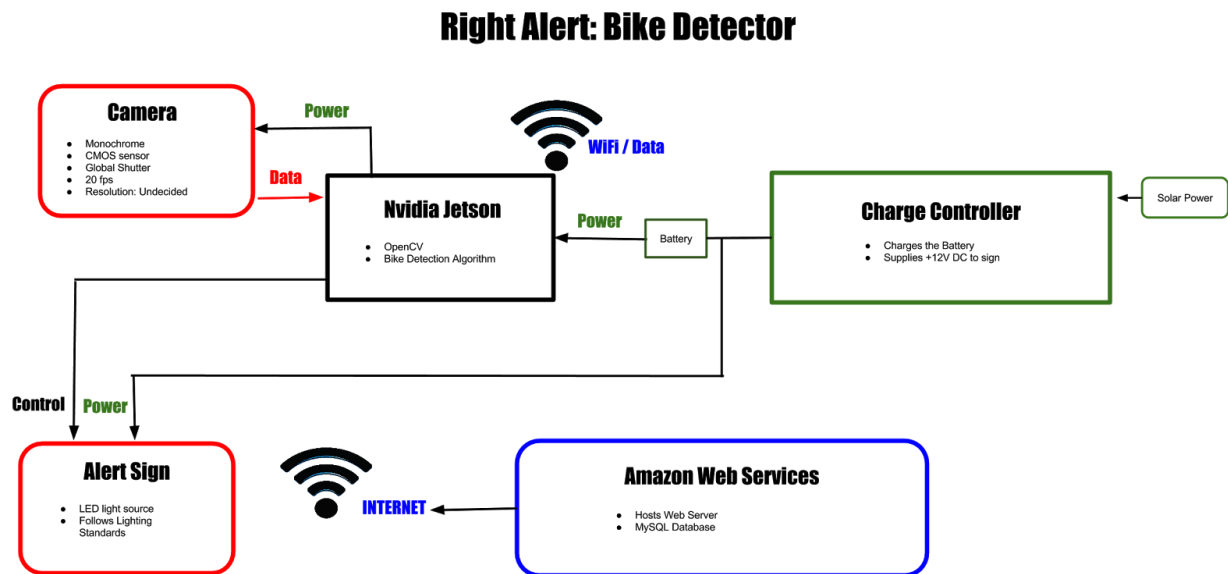 Right Alert: Bike Detector
Camera
• Monochrome
• CMOS sensor
• Global Shutter
• 20 fps
• Resolution: Undecided
Power
Data
WiFi / Data
Nvidia Jetson
• OpenCV
• Bike Detection Algorithm
Power
Battery
Charge Controller
• Charges the Battery
• Supplies +12V DC to sign
Solar Power
Control
Power
Alert Sign
• LED light source
• Follows Lighting
Standards
INTERNET
Amazon Web Services
• Hosts Web Server
• MySQL Database